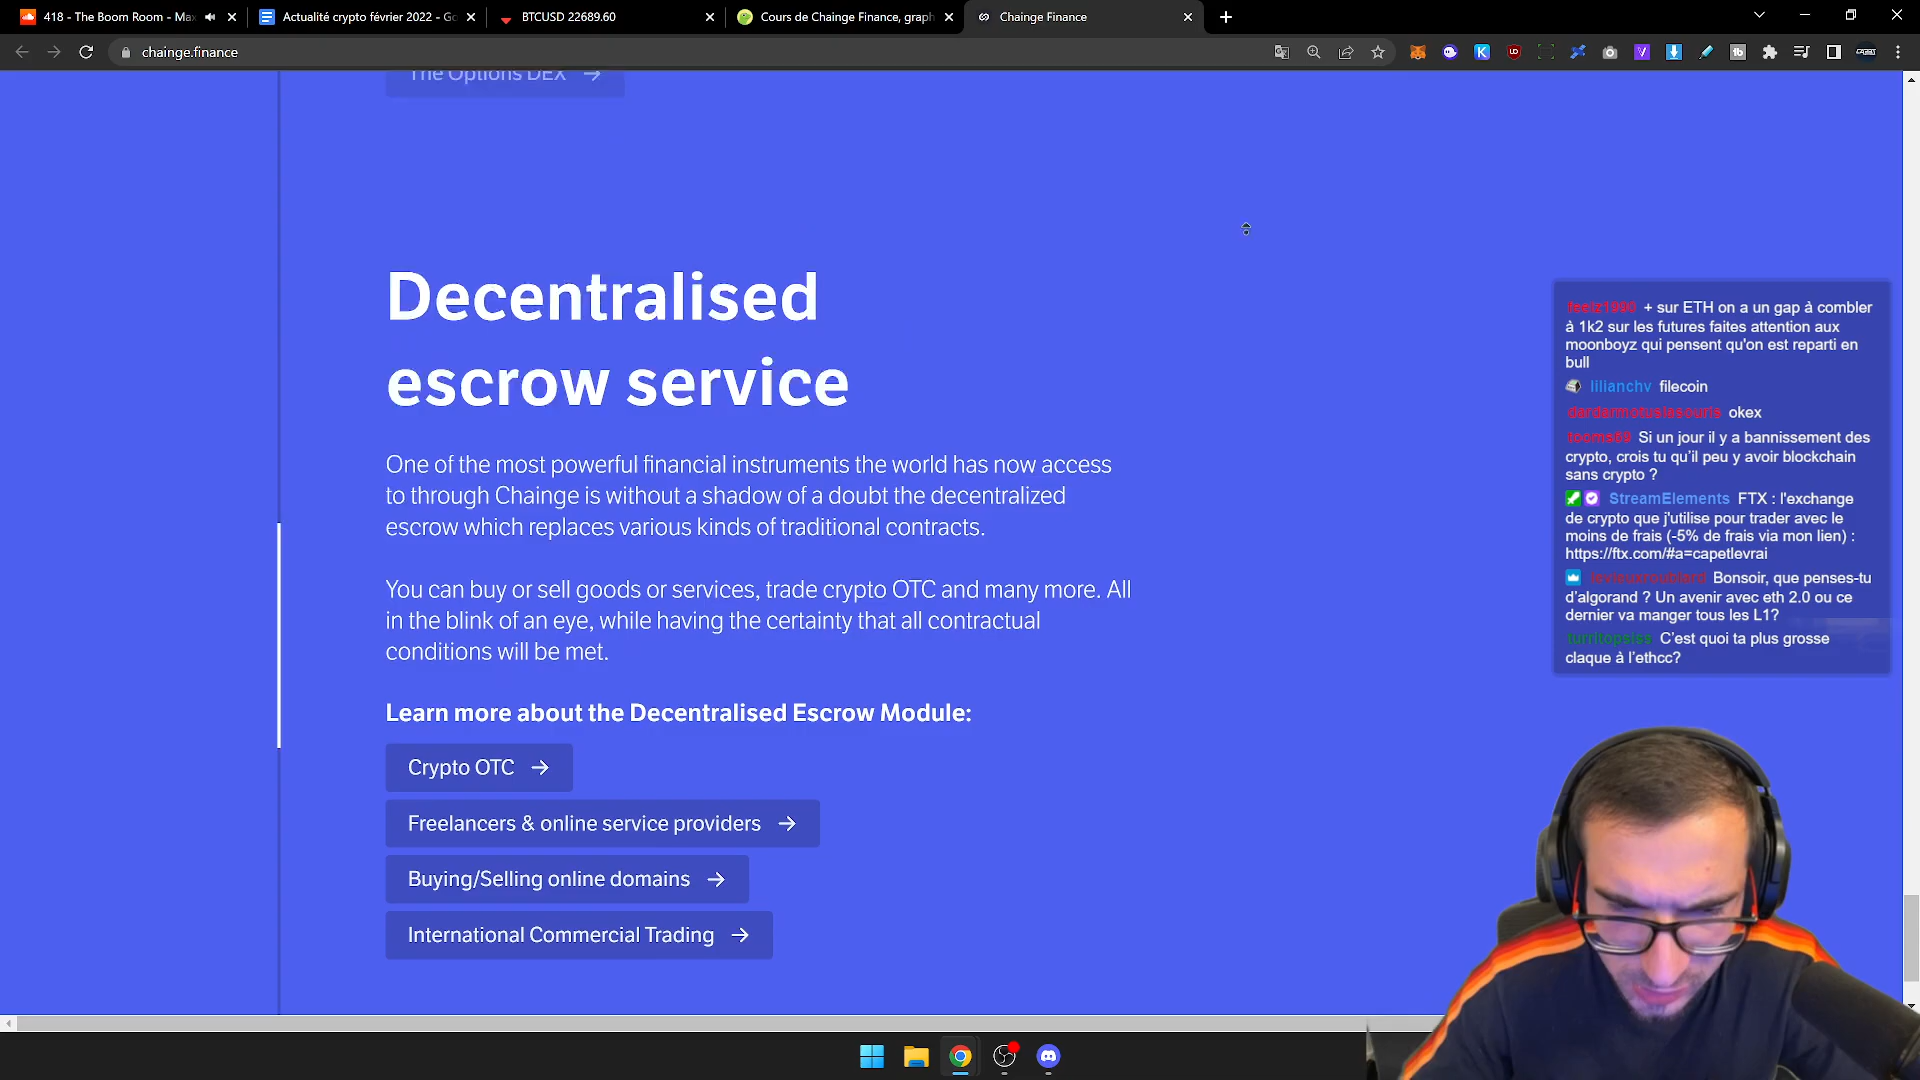 418 - The Boom Room - Ma
Actualité crypto février 2022 - Go
BTCUSD 22689.60
Cours de Chainge Finance, graph
Chainge Finance
chainge.finance
The Options DEX →
Decentralised
escrow service
One of the most powerful financial instruments the world has now access
to through Chainge is without a shadow of a doubt the decentralized
escrow which replaces various kinds of traditional contracts.
You can buy or sell goods or services, trade crypto OTC and many more. All
in the blink of an eye, while having the certainty that all contractual
conditions will be met.
Learn more about the Decentralised Escrow Module:
Crypto OTC →
Freelancers & online service providers →
Buying/Selling online domains →
International Commercial Trading →
+ sur ETH on a un gap à combler
à 1k2 sur les futures faites attention aux
moonboyz qui pensent qu'on est reparti en
bull
lilianchv filecoin
okex
Si un jour il y a bannissement des
crypto, crois tu qu'il peu y avoir blockchain
sans crypto ?
StreamElements FTX : l'exchange
de crypto que j'utilise pour trader avec le
moins de frais (-5% de frais via mon lien) :
https://ftx.com/#a=capetlevrai
Bonsoir, que penses-tu
d'algorand ? Un avenir avec eth 2.0 ou ce
dernier va manger tous les L1?
turritopsiss C'est quoi ta plus grosse
claque à l'ethcc?